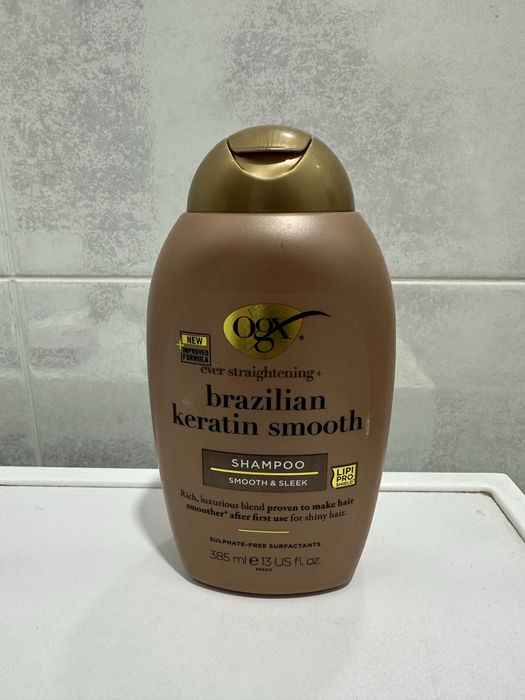 ogx®
NEW
+IMPROVED
FORMULA
ever straightening+
brazilian
keratin smooth
SHAMPOO
SMOOTH & SLEEK
LIPI
PRO
SHIELD
Rich, luxurious blend proven to make hair
smoother* after first use for shiny hair.
SULPHATE-FREE SURFACTANTS
385 ml e 13 US fl. oz.